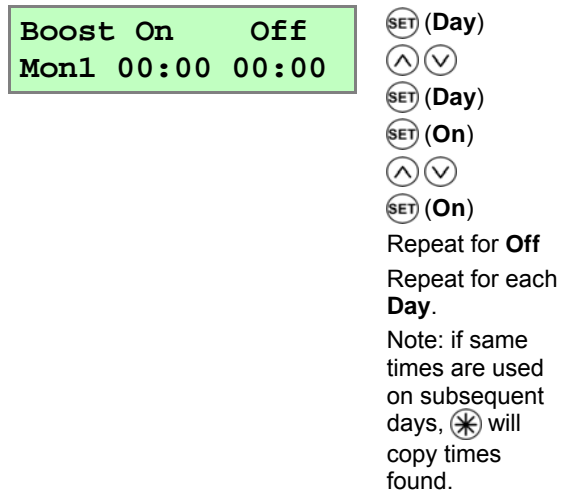 Boost On Off
Mon1 00:00 00:00
SET (Day)
SET (Day)
SET (On)
SET (On)
Repeat for Off
Repeat for each
Day.
Note: if same
times are used
on subsequent
days, will
copy times
found.